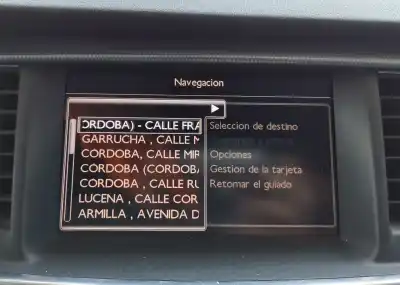 Navegacion
ORDOBA) - CALLE FRA
GARRUCHA , CALLE M
CORDOBA, CALLE MIR
CORDOBA (CORDOBA
CORDOBA , CALLE RU
LUCENA , CALLE COR
ARMILLA , AVENIDA D
Seleccion de destino
Opciones
Gestion de la tarjeta
Retomar el guiado